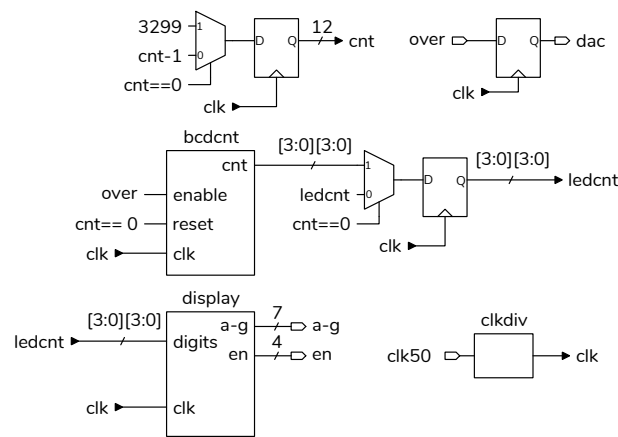 3299
1
cnt-1
0
cnt==0
D
Q
12
cnt
clk
over
D
Q
dac
clk
bcdcnt
cnt
over
enable
cnt== 0
reset
clk
clk
[3:0][3:0]
1
ledcnt
0
cnt==0
D
Q
[3:0][3:0]
ledcnt
clk
display
[3:0][3:0]
ledcnt
digits
a-g
7
a-g
en
4
en
clk
clk
clkdiv
clk50
clk